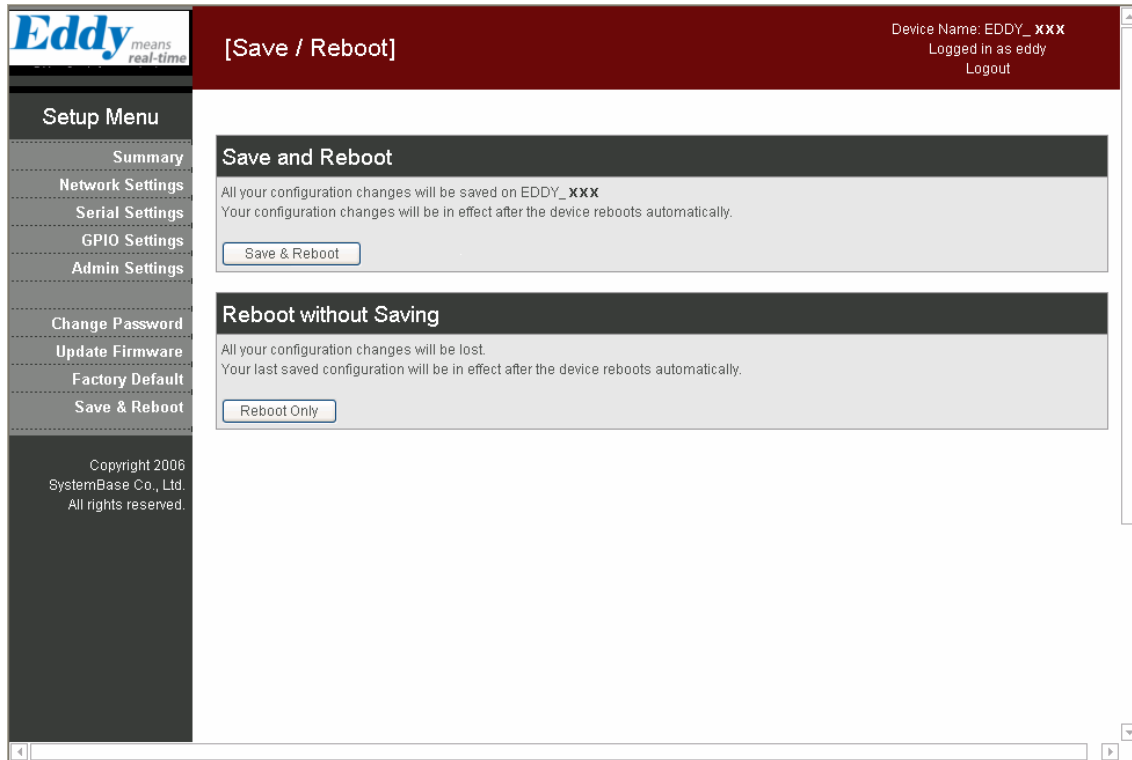 Eddy means
real-time
[Save / Reboot]
Device Name: EDDY_ XXX
Logged in as eddy
Logout
Setup Menu
Summary
Network Settings
Serial Settings
GPIO Settings
Admin Settings
Change Password
Update Firmware
Factory Default
Save & Reboot
Copyright 2006
SystemBase Co., Ltd.
All rights reserved.
Save and Reboot
All your configuration changes will be saved on EDDY_ XXX
Your configuration changes will be in effect after the device reboots automatically.
Save & Reboot
Reboot without Saving
All your configuration changes will be lost.
Your last saved configuration will be in effect after the device reboots automatically.
Reboot Only